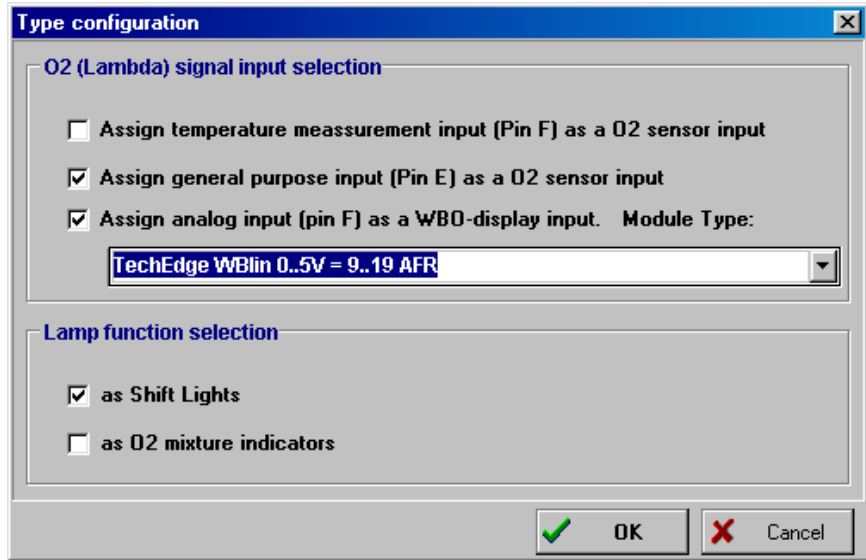 Type configuration
O2 (Lambda) signal input selection
Assign temperature meassurement input (Pin F) as a O2 sensor input
Assign general purpose input (Pin E) as a O2 sensor input
Assign analog input (pin F) as a WBO-display input. Module Type:
TechEdge WBlin 0..5V = 9..19 AFR
Lamp function selection
as Shift Lights
as O2 mixture indicators
OK
Cancel